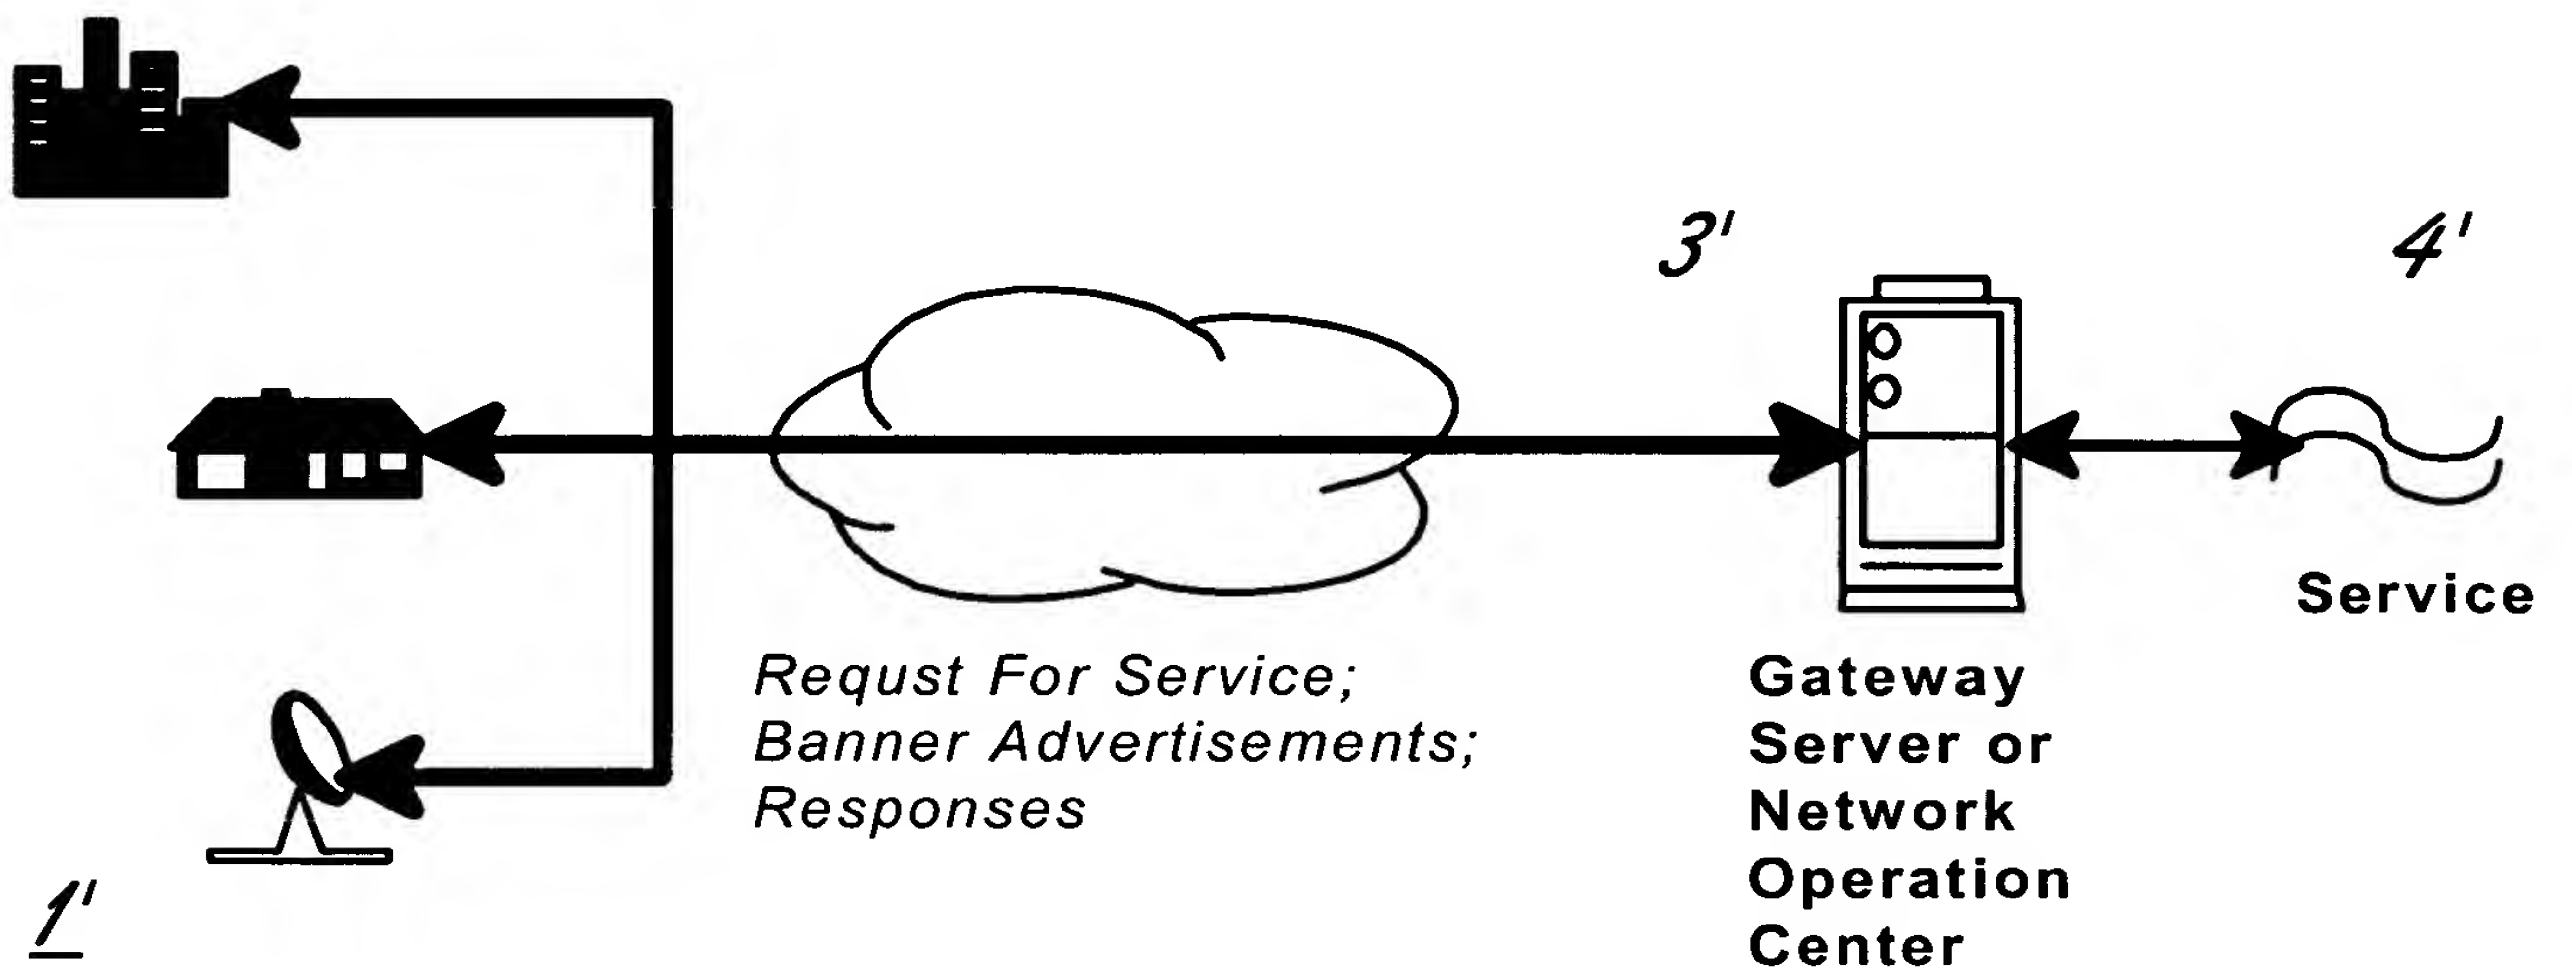 3'
4'
Service
Requst For Service;
Banner Advertisements;
Responses
Gateway
Server or
Network
Operation
Center
1'